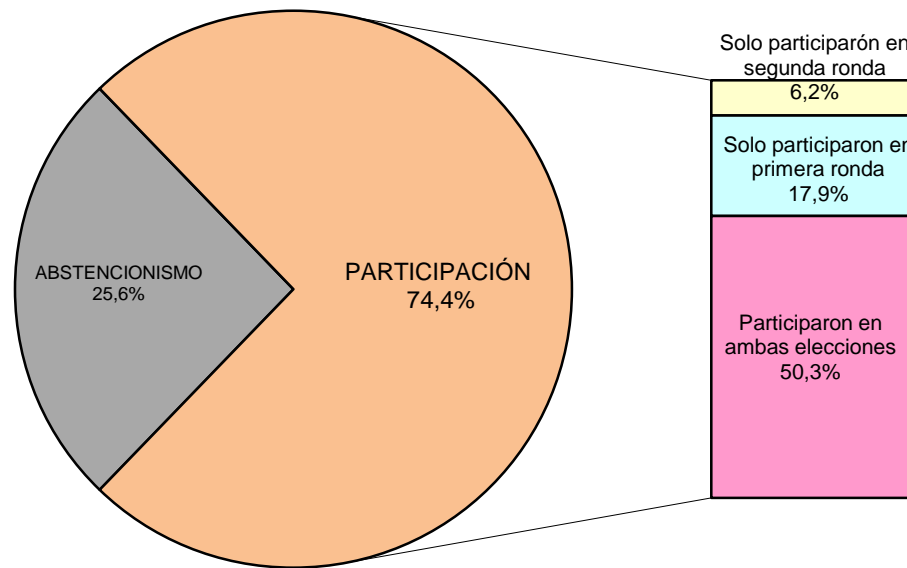 Solo participarón en
segunda ronda
6,2%
Solo participaron en
primera ronda
17,9%
ABSTENCIONISMO
25,6%
PARTICIPACIÓN
74,4%
Participaron en
ambas elecciones
50,3%